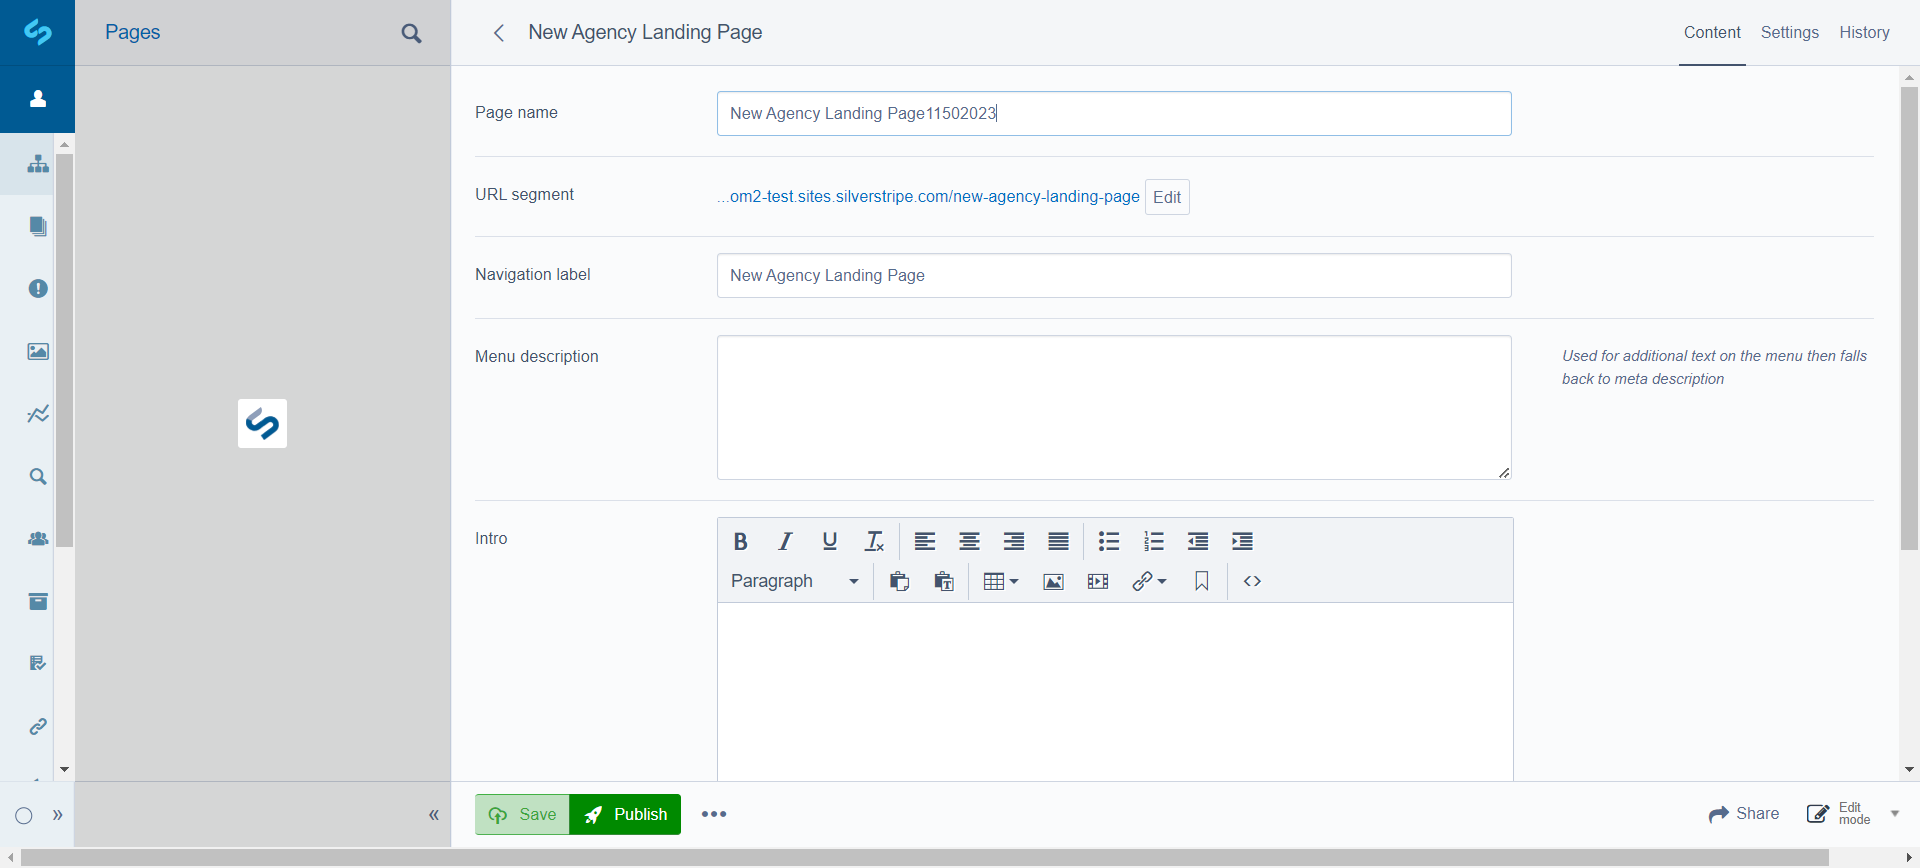 Pages
New Agency Landing Page
Content Settings History
Page name
New Agency Landing Page11502023
URL segment
...om2-test.sites.silverstripe.com/new-agency-landing-page
Edit
Navigation label
New Agency Landing Page
Menu description
Used for additional text on the menu then falls
back to meta description
Intro
Paragraph
Save
Publish
Share
Edit
mode